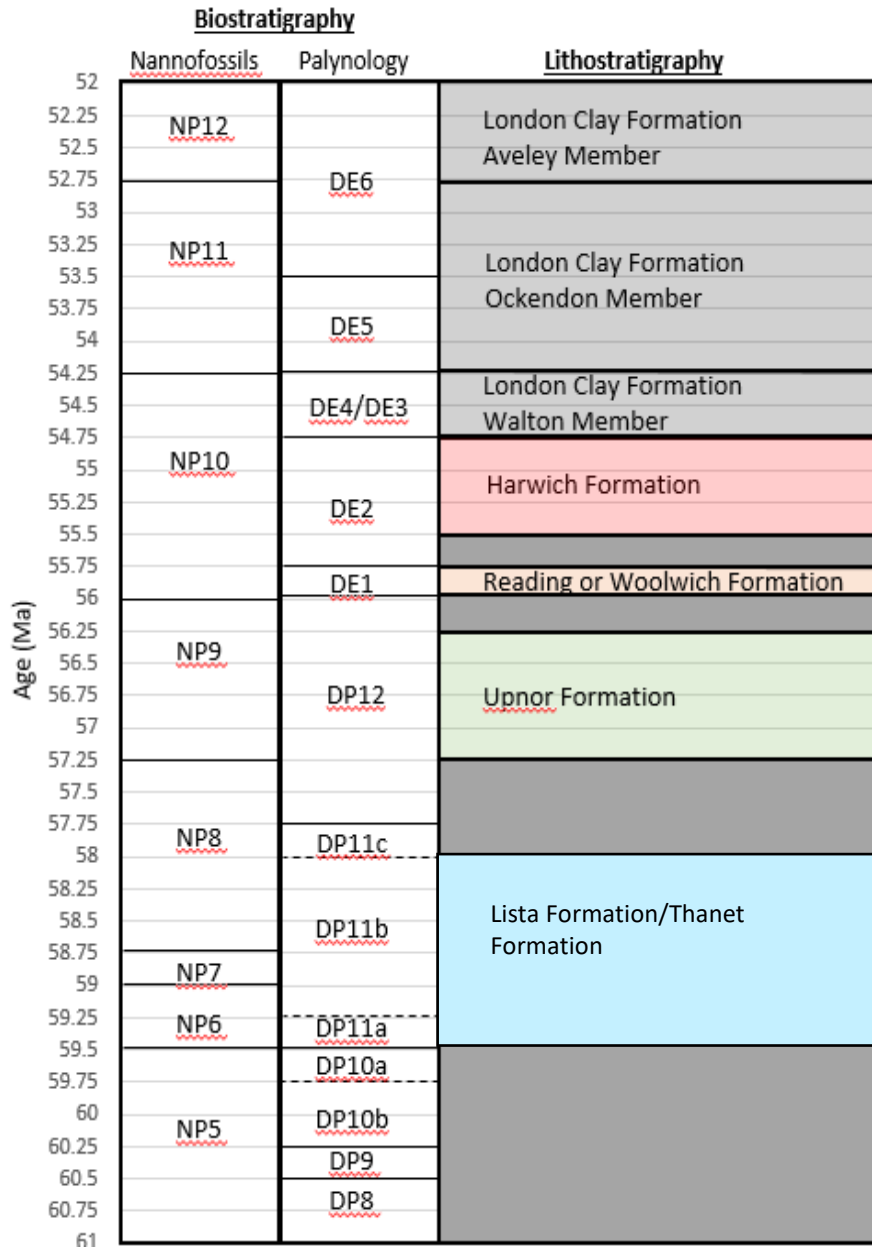 Biostratigraphy
Nannofossils Palynology Lithostratigraphy
52
52.25
52.5
52.75
53
53.25
53.5
53.75
54
54.25
54.5
54.75
55
55.25
55.5
55.75
56
56.25
56.5
56.75
57
57.25
57.5
57.75
58
58.25
58.5
58.75
59
59.25
59.5
59.75
60
60.25
60.5
60.75
61
Age (Ma)
NP12
NP11
NP10
NP9
NP8
NP7
NP6
NP5
DE6
DE5
DE4/DE3
DE2
DE1
DP12
DP11c
DP11b
DP11a
DP10a
DP10b
DP9
DP8
London Clay Formation
Aveley Member
London Clay Formation
Ockendon Member
London Clay Formation
Walton Member
Harwich Formation
Reading or Woolwich Formation
Upnor Formation
Lista Formation/Thanet
Formation